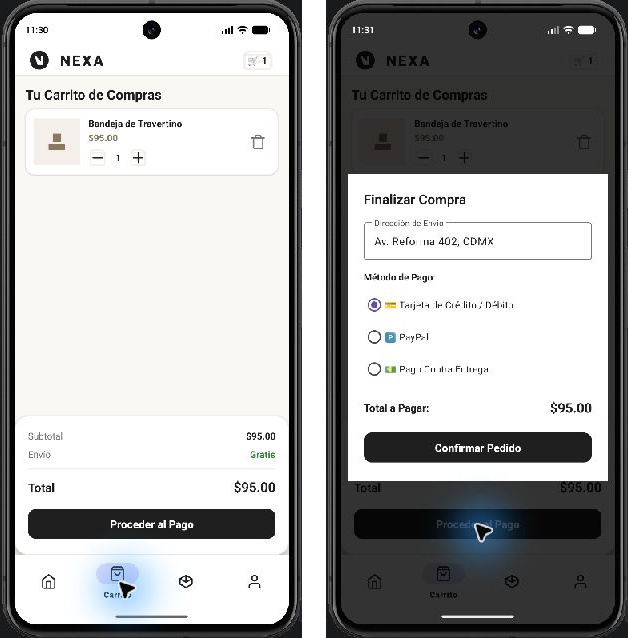 11:30
NEXA
1
Tu Carrito de Compras
Bandeja de Travertino
$95.00
1
Subtotal $95.00
Envío Gratis
Total $95.00
Proceder al Pago
Carrito
11:31
NEXA
1
Tu Carrito de Compras
Bandeja de Travertino
$95.00
1
Finalizar Compra
Dirección de Envío
Av. Reforma 402, CDMX
Método de Pago:
Tarjeta de Crédito / Débito
P PayPal
Pago Contra Entrega
Total a Pagar: $95.00
Confirmar Pedido
Total $95.00
Proceder al Pago
Carrito